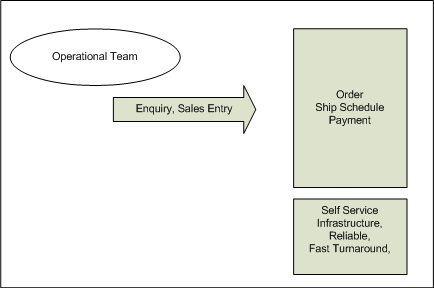 Operational Team
Enquiry, Sales Entry
Order
Ship Schedule
Payment
Self Service
Infrastructure,
Reliable,
Fast Turnaround,